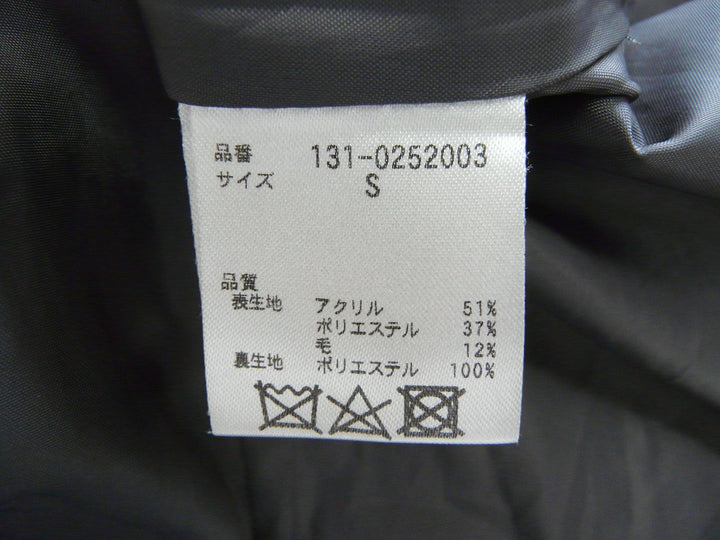 品番 131-0252003
サイズ S
品質
表生地 アクリル 51%
ポリエステル 37%
毛 12%
裏生地 ポリエステル 100%